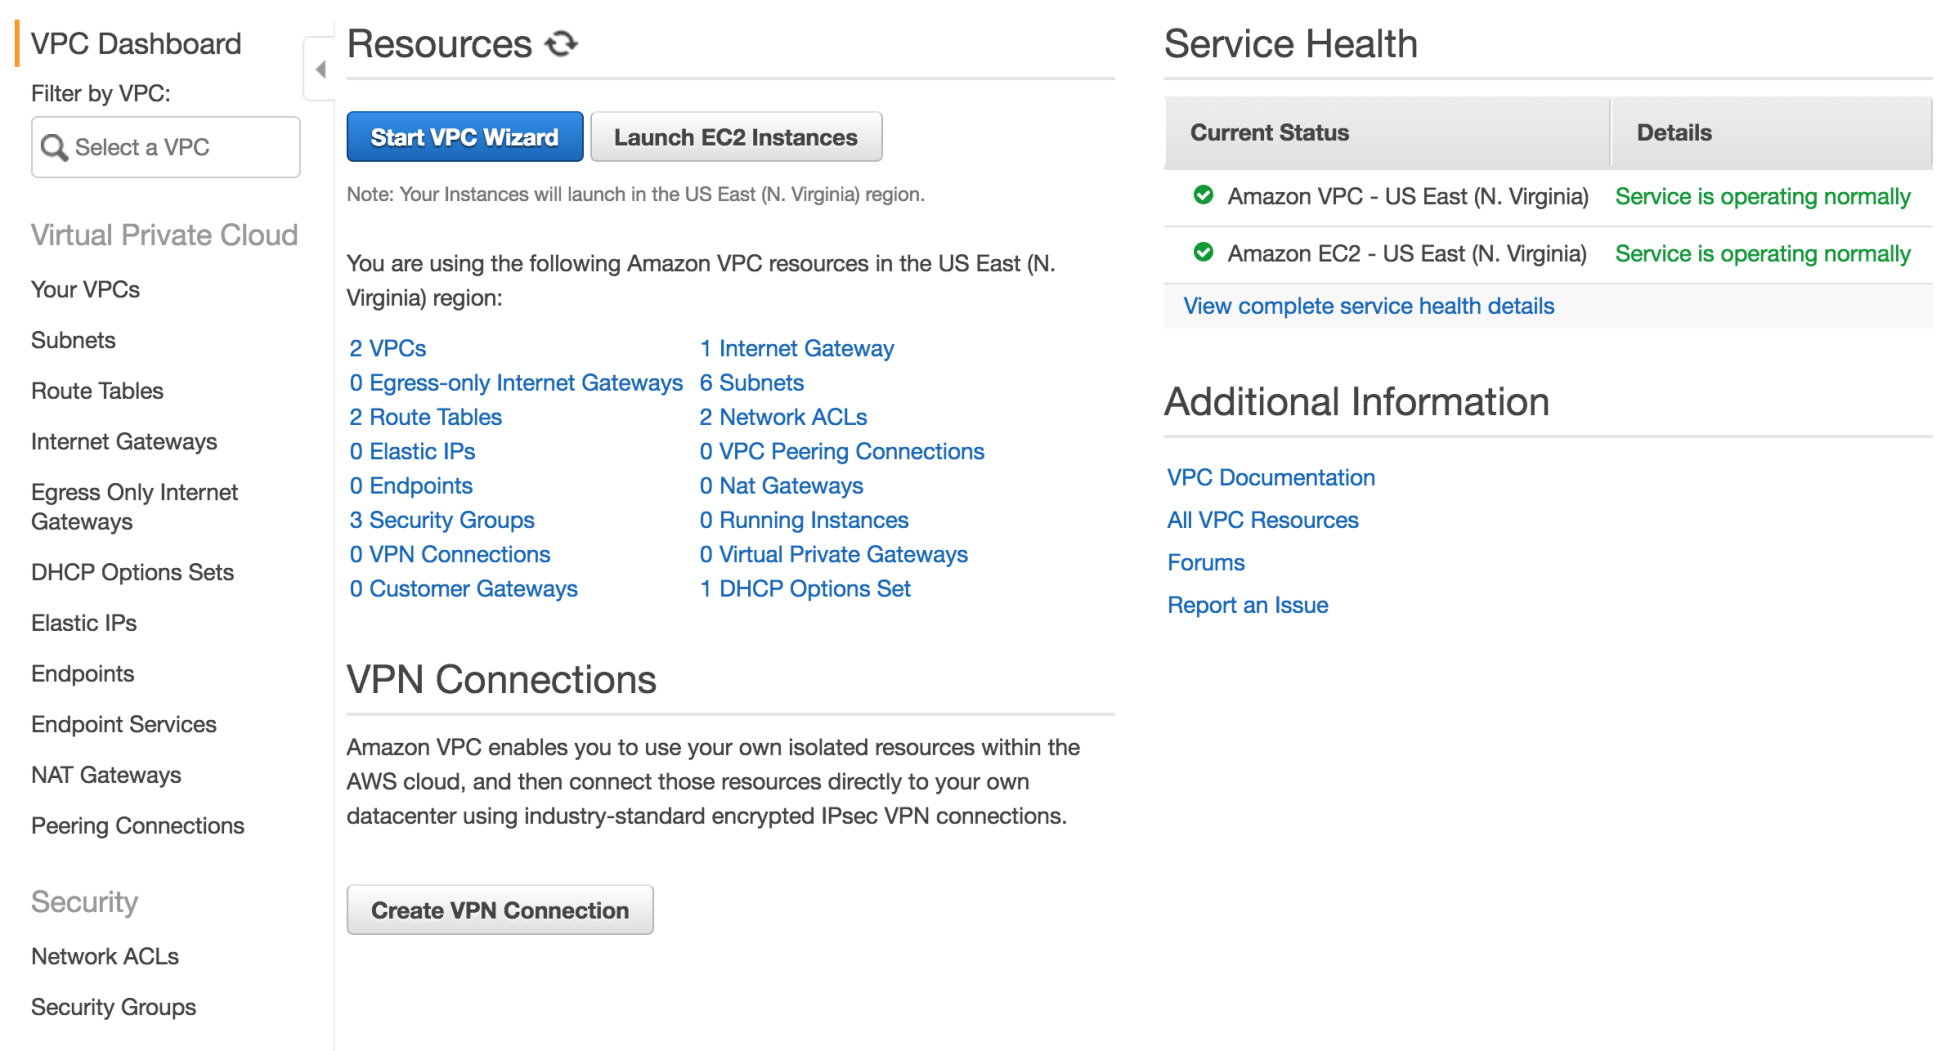 VPC Dashboard
Filter by VPC:
Select a VPC
Virtual Private Cloud
Your VPCs
Subnets
Route Tables
Internet Gateways
Egress Only Internet
Gateways
DHCP Options Sets
Elastic IPs
Endpoints
Endpoint Services
NAT Gateways
Peering Connections
Security
Network ACLs
Security Groups
Resources
Start VPC Wizard
Launch EC2 Instances
Note: Your Instances will launch in the US East (N. Virginia) region.
You are using the following Amazon VPC resources in the US East (N.
Virginia) region:
2 VPCs
1 Internet Gateway
0 Egress-only Internet Gateways
6 Subnets
2 Route Tables
2 Network ACLs
0 Elastic IPs
0 VPC Peering Connections
0 Endpoints
0 Nat Gateways
3 Security Groups
0 Running Instances
0 VPN Connections
0 Virtual Private Gateways
0 Customer Gateways
1 DHCP Options Set
VPN Connections
Amazon VPC enables you to use your own isolated resources within the
AWS cloud, and then connect those resources directly to your own
datacenter using industry-standard encrypted IPsec VPN connections.
Create VPN Connection
Service Health
Current Status
Details
Amazon VPC - US East (N. Virginia)
Service is operating normally
Amazon EC2 - US East (N. Virginia)
Service is operating normally
View complete service health details
Additional Information
VPC Documentation
All VPC Resources
Forums
Report an Issue